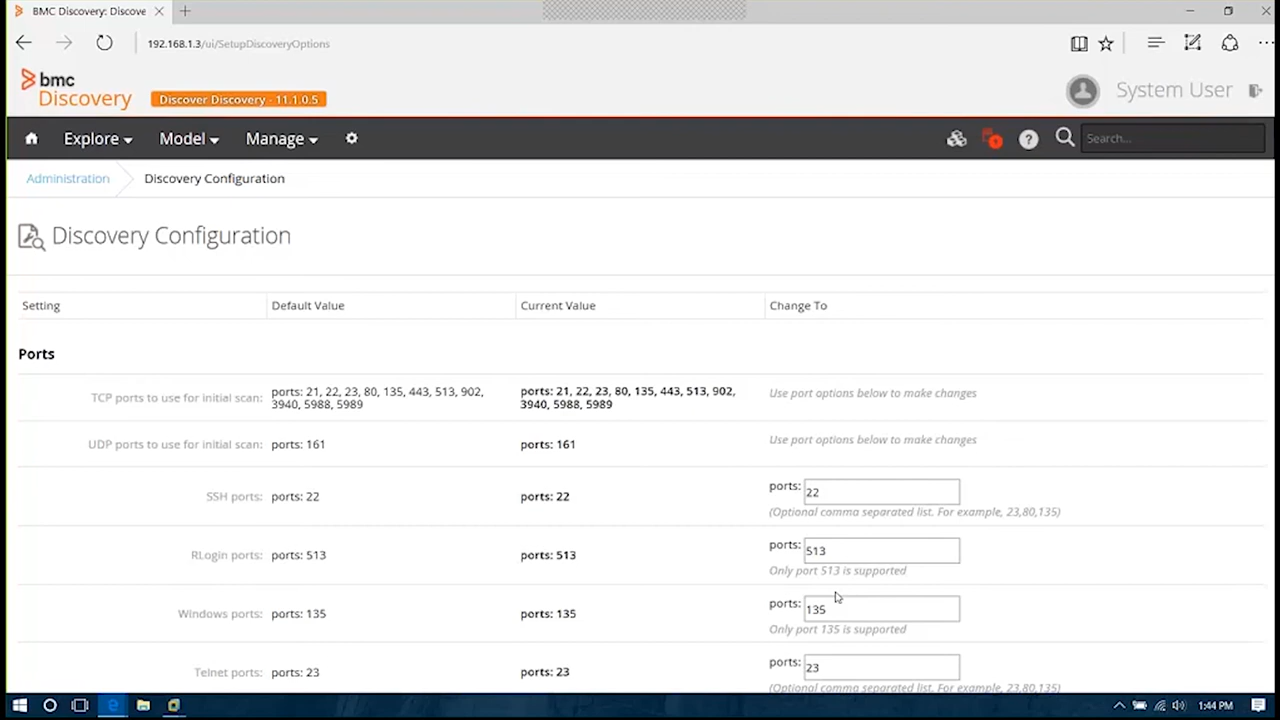 BMC Discovery: Discove
192.168.1.3/ui/SetupDiscoveryOptions
bmc
Discovery
Discover Discovery - 11.1.0.5
System User
Explore
Model
Manage
Search...
Administration
Discovery Configuration
Discovery Configuration
Setting
Default Value
Current Value
Change To
Ports
TCP ports to use for initial scan:
ports: 21, 22, 23, 80, 135, 443, 513, 902,
3940, 5988, 5989
ports: 21, 22, 23, 80, 135, 443, 513, 902,
3940, 5988, 5989
Use port options below to make changes
UDP ports to use for initial scan:
ports: 161
ports: 161
Use port options below to make changes
SSH ports:
ports: 22
ports: 22
ports: 22
(Optional comma separated list. For example, 23,80,135)
RLogin ports:
ports: 513
ports: 513
ports: 513
Only port 513 is supported
Windows ports:
ports: 135
ports: 135
ports: 135
Only port 135 is supported
Telnet ports:
ports: 23
ports: 23
ports: 23
(Optional comma separated list. For example, 23,80,135)
1:44 PM